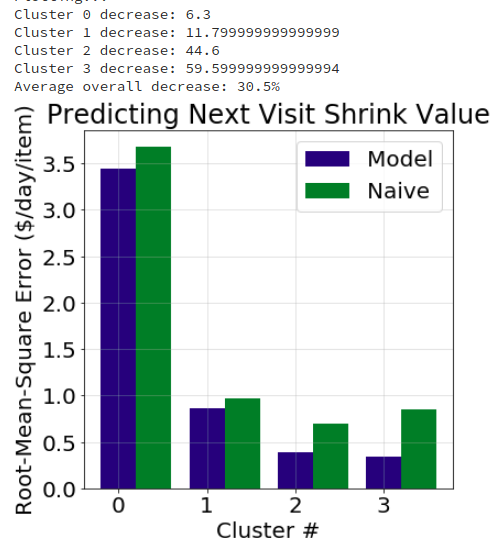 Cluster 0 decrease: 6.3
Cluster 1 decrease: 11.799999999999999
Cluster 2 decrease: 44.6
Cluster 3 decrease: 59.599999999999994
Average overall decrease: 30.5%
Predicting Next Visit Shrink Value
Root-Mean-Square Error ($/day/item)
Model
Naive
3.5
3.0
2.5
2.0
1.5
1.0
0.5
0.0
0 1 2 3
Cluster #